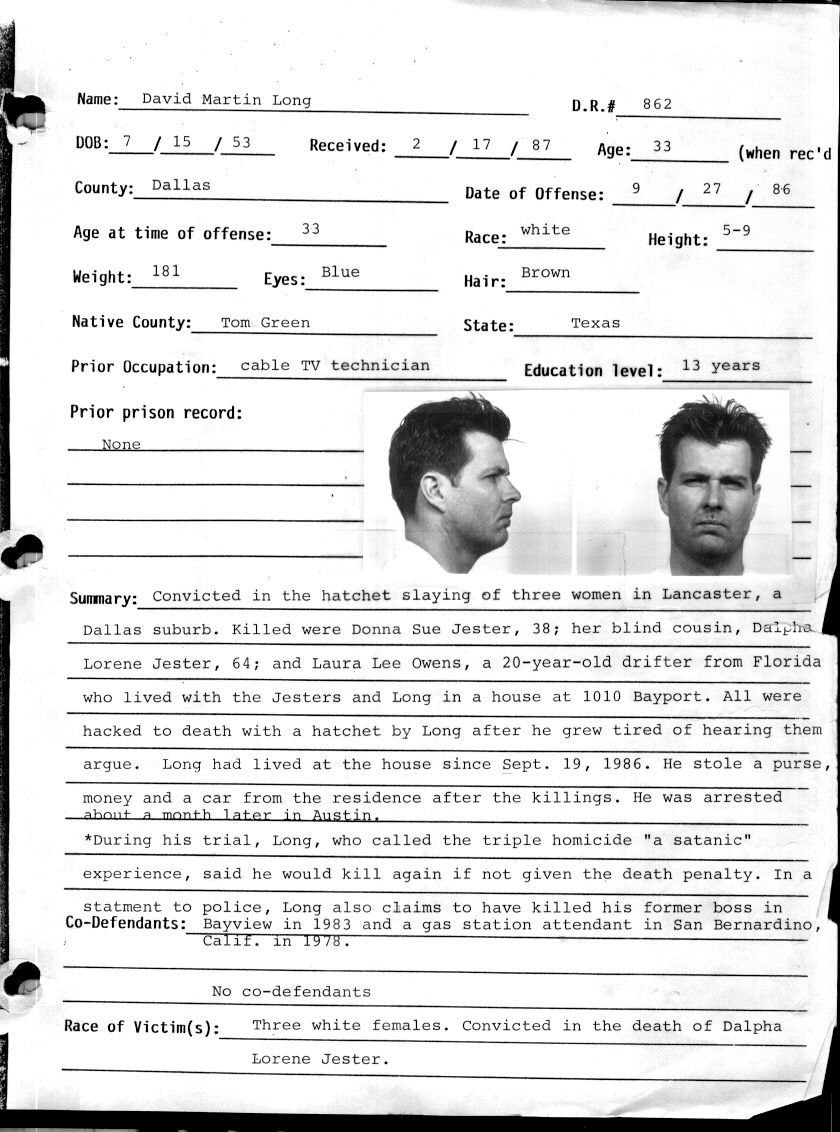 Name: David Martin Long D.R.# 862
DOB: 7 / 15 / 53 Received: 2 / 17 / 87 Age: 33 (when rec'd
County: Dallas Date of Offense: 9 / 27 / 86
Age at time of offense: 33 Race: white Height: 5-9
Weight: 181 Eyes: Blue Hair: Brown
Native County: Tom Green State: Texas
Prior Occupation: cable TV technician Education level: 13 years
Prior prison record:
None
Summary: Convicted in the hatchet slaying of three women in Lancaster, a
Dallas suburb. Killed were Donna Sue Jester, 38; her blind cousin, Dalpha
Lorene Jester, 64; and Laura Lee Owens, a 20-year-old drifter from Florida
who lived with the Jesters and Long in a house at 1010 Bayport. All were
hacked to death with a hatchet by Long after he grew tired of hearing them
argue. Long had lived at the house since Sept. 19, 1986. He stole a purse,
money and a car from the residence after the killings. He was arrested
about a month later in Austin.
*During his trial, Long, who called the triple homicide "a satanic"
experience, said he would kill again if not given the death penalty. In a
statment to police, Long also claims to have killed his former boss in
Co-Defendants: Bayview in 1983 and a gas station attendant in San Bernardino,
Calif. in 1978.
No co-defendants
Race of Victim(s): Three white females. Convicted in the death of Dalpha
Lorene Jester.